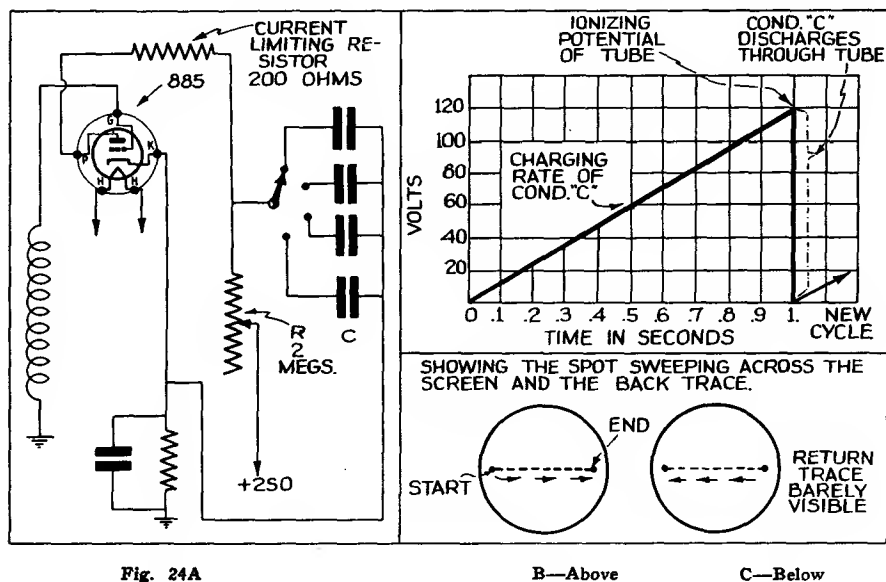 CURRENT
LIMITING RE-
SISTOR
200 OHMS
885
G
P
K
H
H
R
2
MEGS.
C
+250
IONIZING
POTENTIAL
OF TUBE
COND. "C"
DISCHARGES
THROUGH TUBE
120
100
80
60
40
20
VOLTS
CHARGING
RATE OF
COND. "C"
0 .1 .2 .3 .4 .5 .6 .7 .8 .9 1.
TIME IN SECONDS
NEW
CYCLE
SHOWING THE SPOT SWEEPING ACROSS THE
SCREEN AND THE BACK TRACE.
START
END
RETURN
TRACE
BARELY
VISIBLE
Fig. 24A
B—Above
C—Below